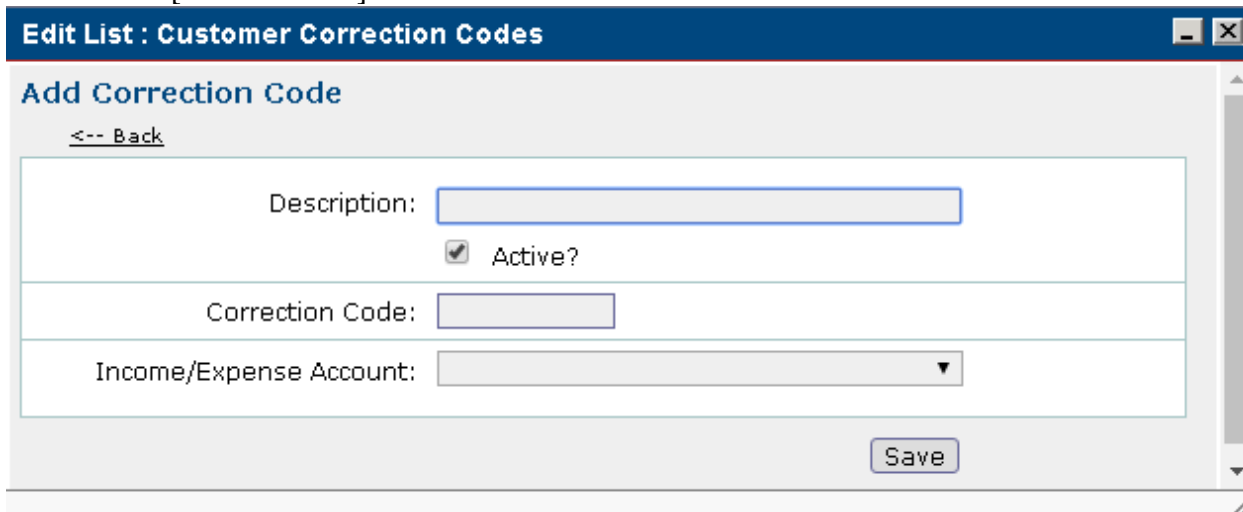 Edit List : Customer Correction Codes
Add Correction Code
<-- Back
Description:
Active?
Correction Code:
Income/Expense Account:
Save